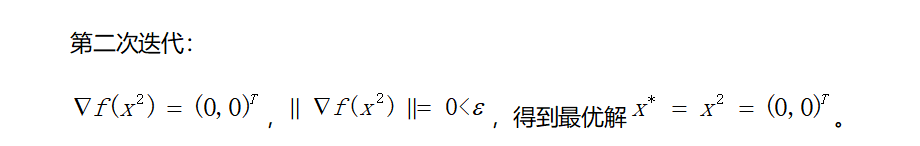 第二次迭代：
∇f(x²) = (0,0)ᵀ，‖ ∇f(x²) ‖= 0<ε，得到最优解 x* = x² = (0,0)ᵀ。